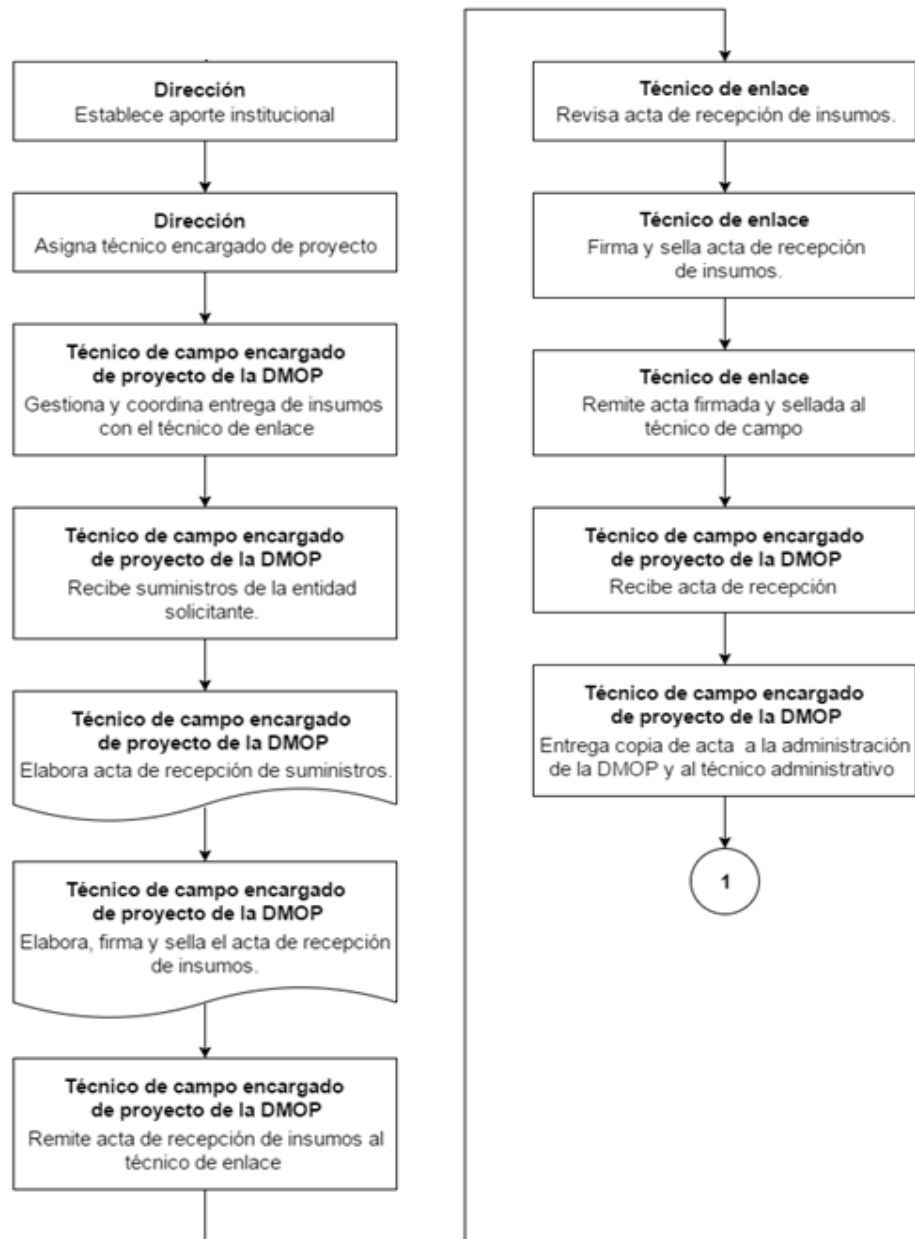 Dirección
Establece aporte institucional
Dirección
Asigna técnico encargado de proyecto
Técnico de campo encargado
de proyecto de la DMOP
Gestiona y coordina entrega de insumos
con el técnico de enlace
Técnico de campo encargado
de proyecto de la DMOP
Recibe suministros de la entidad
solicitante.
Técnico de campo encargado
de proyecto de la DMOP
Elabora acta de recepción de suministros.
Técnico de campo encargado
de proyecto de la DMOP
Elabora, firma y sella el acta de recepción
de insumos.
Técnico de campo encargado
de proyecto de la DMOP
Remite acta de recepción de insumos al
técnico de enlace
Técnico de enlace
Revisa acta de recepción de insumos.
Técnico de enlace
Firma y sella acta de recepción
de insumos.
Técnico de enlace
Remite acta firmada y sellada al
técnico de campo
Técnico de campo encargado
de proyecto de la DMOP
Recibe acta de recepción
Técnico de campo encargado
de proyecto de la DMOP
Entrega copia de acta a la administración
de la DMOP y al técnico administrativo
1